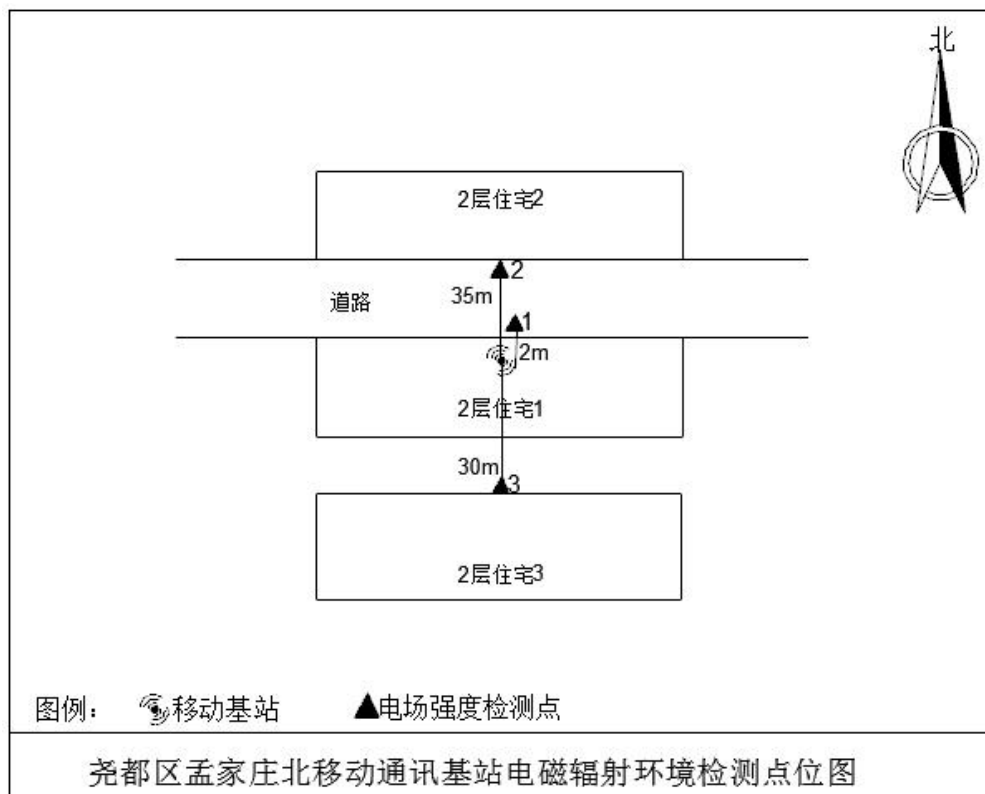 北
2层住宅2
2
35m
道路
1
2m
2层住宅1
30m
3
2层住宅3
图例： 移动基站 电场强度检测点
尧都区孟家庄北移动通讯基站电磁辐射环境检测点位图